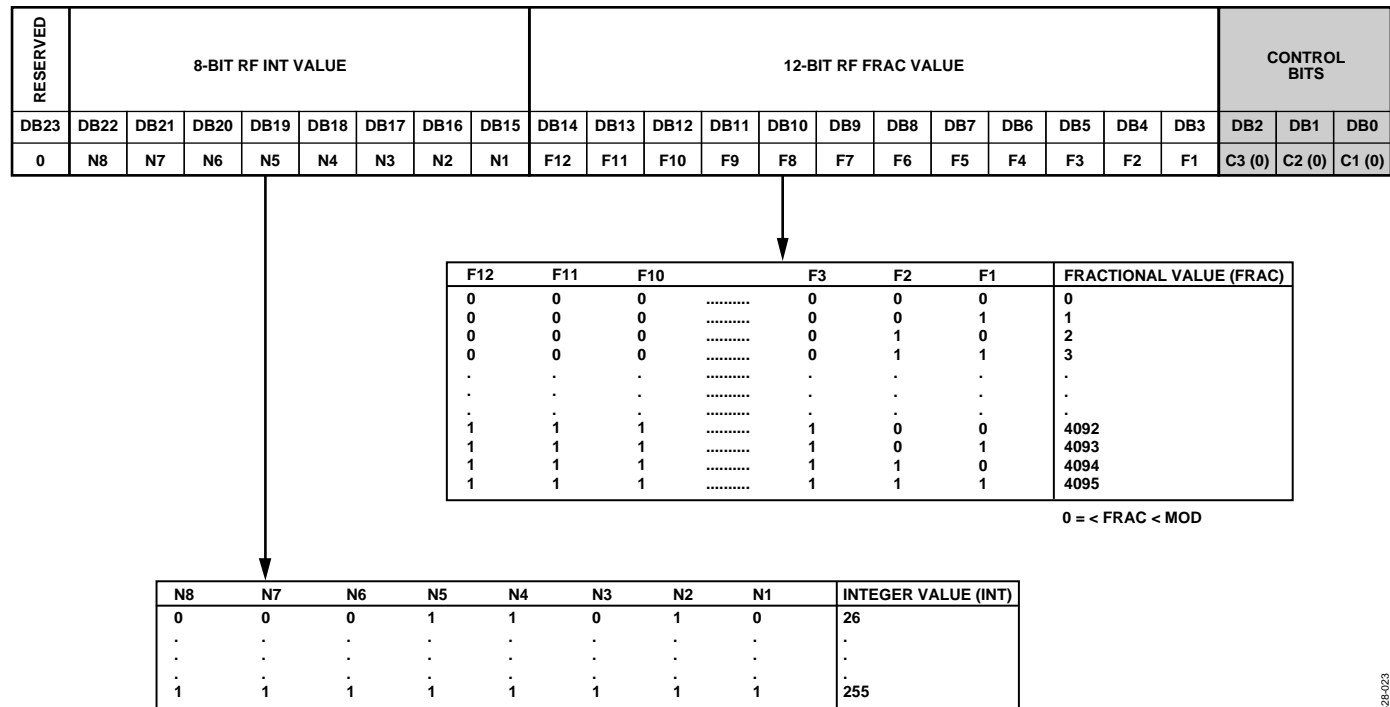 RESERVED
8-BIT RF INT VALUE
12-BIT RF FRAC VALUE
CONTROL
BITS
DB23 DB22 DB21 DB20 DB19 DB18 DB17 DB16 DB15 DB14 DB13 DB12 DB11 DB10 DB9 DB8 DB7 DB6 DB5 DB4 DB3 DB2 DB1 DB0
0 N8 N7 N6 N5 N4 N3 N2 N1 F12 F11 F10 F9 F8 F7 F6 F5 F4 F3 F2 F1 C3 (0) C2 (0) C1 (0)
F12 F11 F10 F3 F2 F1 FRACTIONAL VALUE (FRAC)
0 0 0 .......... 0 0 0 0
0 0 0 .......... 0 0 1 1
0 0 0 .......... 0 1 0 2
0 0 0 .......... 0 1 1 3
. . . .......... . . . .
. . . .......... . . . .
. . . .......... . . . .
1 1 1 .......... 1 0 0 4092
1 1 1 .......... 1 0 1 4093
1 1 1 .......... 1 1 0 4094
1 1 1 .......... 1 1 1 4095
0 = < FRAC < MOD
N8 N7 N6 N5 N4 N3 N2 N1 INTEGER VALUE (INT)
0 0 0 1 1 0 1 0 26
. . . . . . . . .
. . . . . . . . .
. . . . . . . . .
1 1 1 1 1 1 1 1 255
28-023